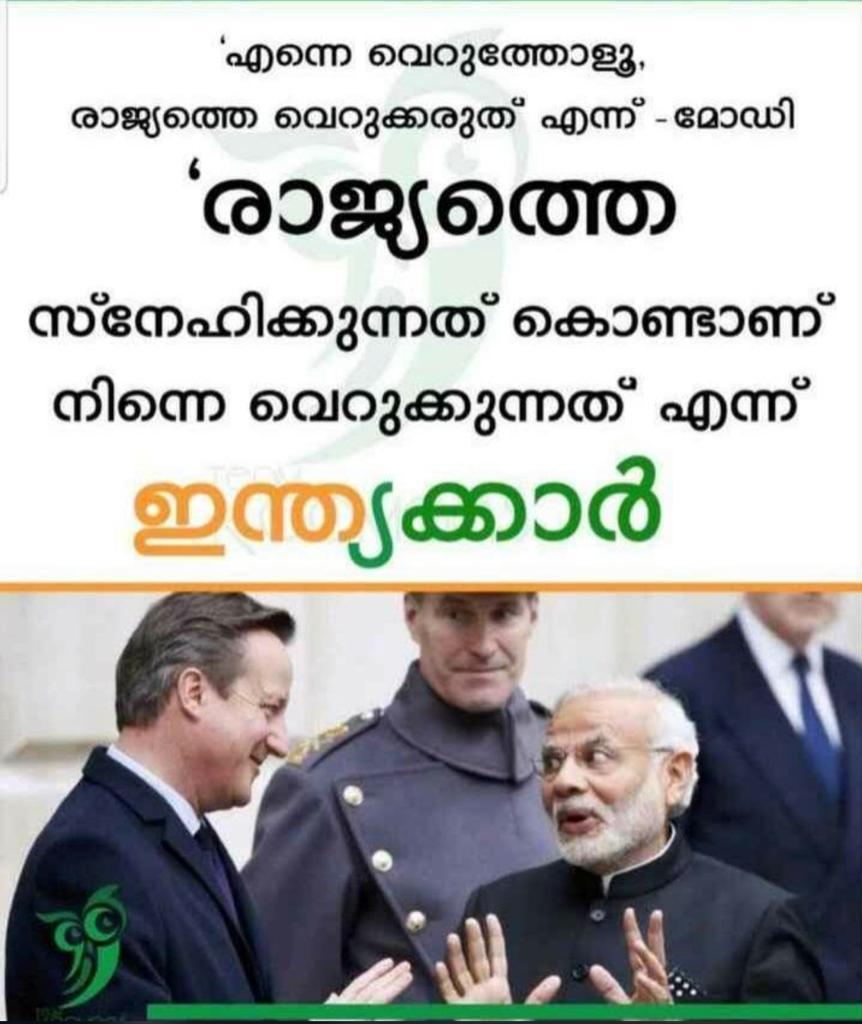 ‘എന്നെ വെറുത്തോളൂ,
രാജ്യത്തെ വെറുക്കരുത് എന്ന് - മോഡി
‘രാജ്യത്തെ
സ്നേഹിക്കുന്നത് കൊണ്ടാണ്
നിന്നെ വെറുക്കുന്നത്’ എന്ന്
ഇന്ത്യക്കാർ